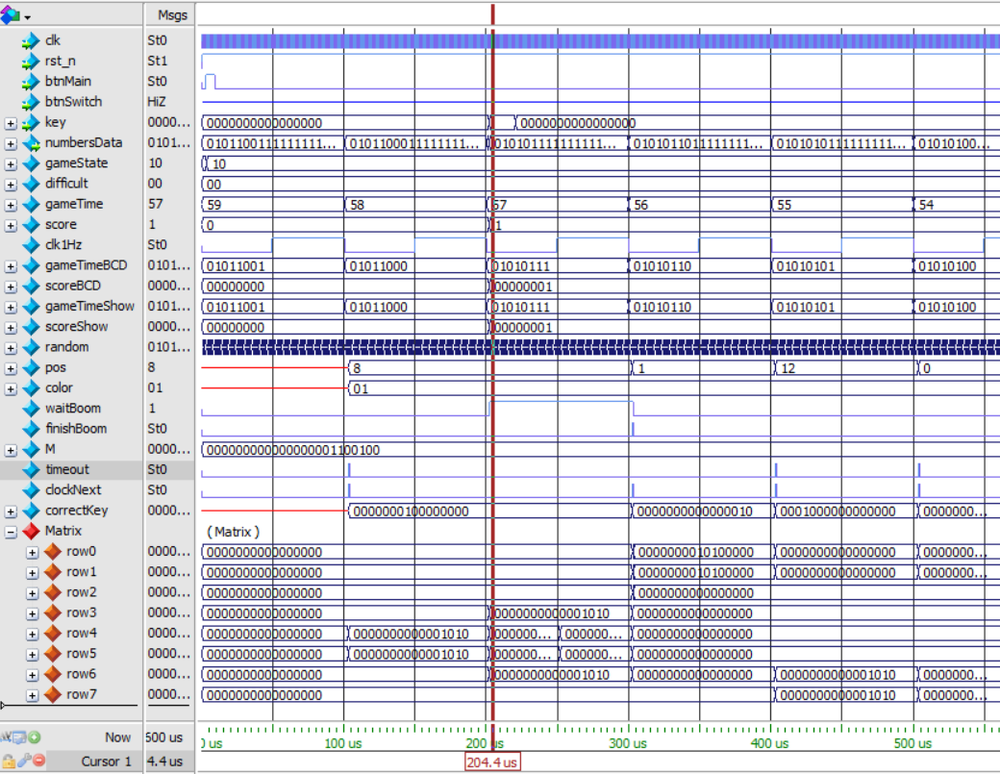 Msgs
clk St0
rst_n St1
btnMain St0
btnSwitch HiZ
key 0000... 0000000000000000 0000000000000000
numbersData 0101... 0101100111111111... 0101100011111111... 010101111111111... 0101011011111111... 0101010111111111... 01010100...
gameState 10 10
difficult 00 00
gameTime 57 59 58 57 56 55 54
score 1 0 1
clk1Hz St0
gameTimeBCD 0101... 01011001 01011000 01010111 01010110 01010101 01010100
scoreBCD 0000... 00000000 00000001
gameTimeShow 0101... 01011001 01011000 01010111 01010110 01010101 01010100
scoreShow 0000... 00000000 00000001
random 0101...
pos 8 8 1 12 0
color 01 01
waitBoom 1
finishBoom St0
M 0000... 000000000000000001100100
timeout St0
clockNext St0
correctKey 0000... 0000000100000000 0000000000000010 0001000000000000 0000000...
Matrix (Matrix)
row0 0000... 0000000000000000 0000000010100000 0000000000000000 0000000...
row1 0000... 0000000000000000 0000000010100000 0000000000000000 0000000...
row2 0000... 0000000000000000 0000000000000000
row3 0000... 0000000000000000 0000000000001010 0000000000000000
row4 0000... 0000000000000000 0000000000001010 000000... 000000... 0000000000000000
row5 0000... 0000000000000000 0000000000001010 000000... 000000... 0000000000000000
row6 0000... 0000000000000000 0000000000001010 0000000000000000 0000000000001010 0000000...
row7 0000... 0000000000000000 0000000000001010 0000000...
Now 600 us 0 us 100 us 200 us 300 us 400 us 500 us
Cursor 1 4.4 us 204.4 us